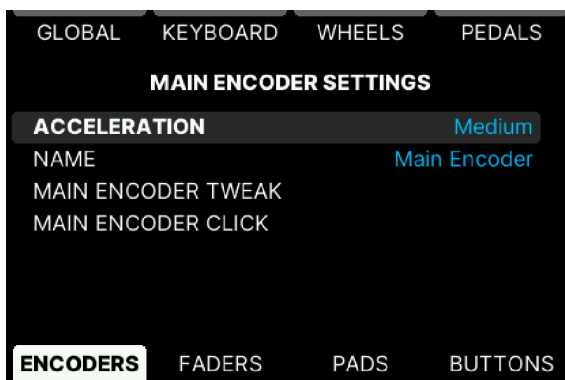 GLOBAL KEYBOARD WHEELS PEDALS
MAIN ENCODER SETTINGS
ACCELERATION Medium
NAME Main Encoder
MAIN ENCODER TWEAK
MAIN ENCODER CLICK
ENCODERS FADERS PADS BUTTONS